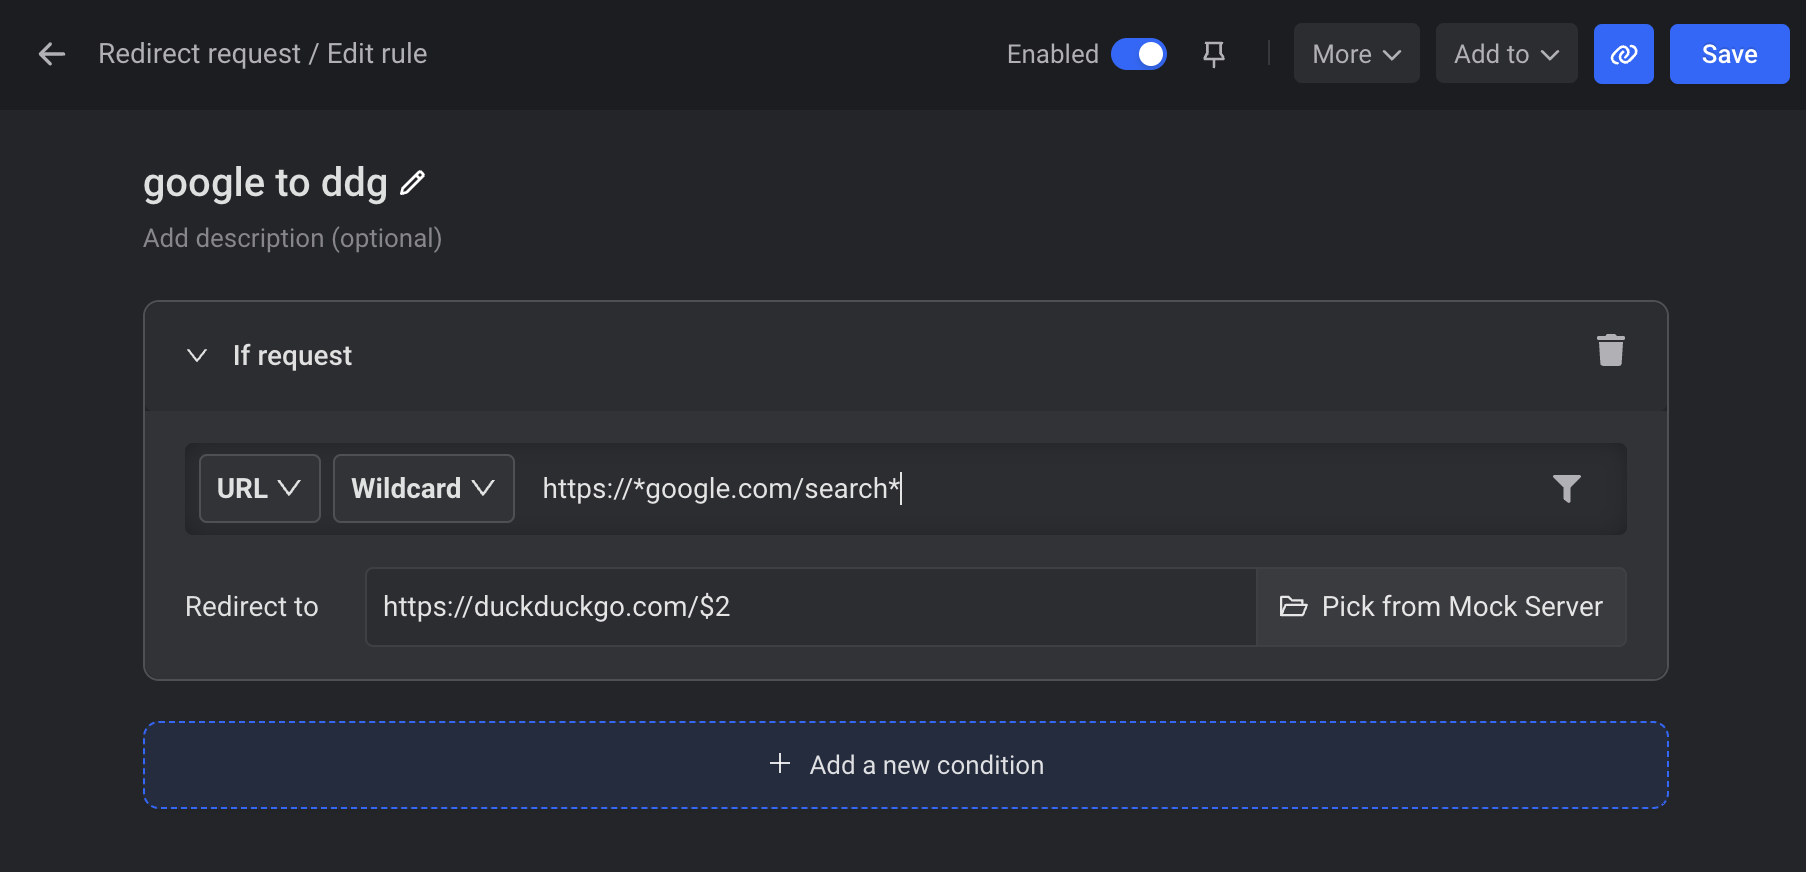 Redirect request / Edit rule
Enabled
More
Add to
Save
google to ddg
Add description (optional)
If request
URL
Wildcard
https://*google.com/search*
Redirect to
https://duckduckgo.com/$2
Pick from Mock Server
+ Add a new condition